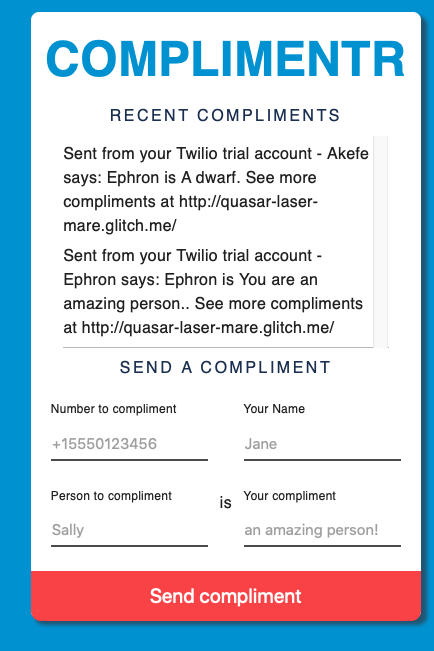 COMPLIMENTR
RECENT COMPLIMENTS
Sent from your Twilio trial account - Akefe
says: Ephron is A dwarf. See more
compliments at http://quasar-laser-
mare.glitch.me/
Sent from your Twilio trial account -
Ephron says: Ephron is You are an
amazing person.. See more compliments
at http://quasar-laser-mare.glitch.me/
SEND A COMPLIMENT
Number to compliment
+15550123456
Your Name
Jane
Person to compliment
Sally
is
Your compliment
an amazing person!
Send compliment